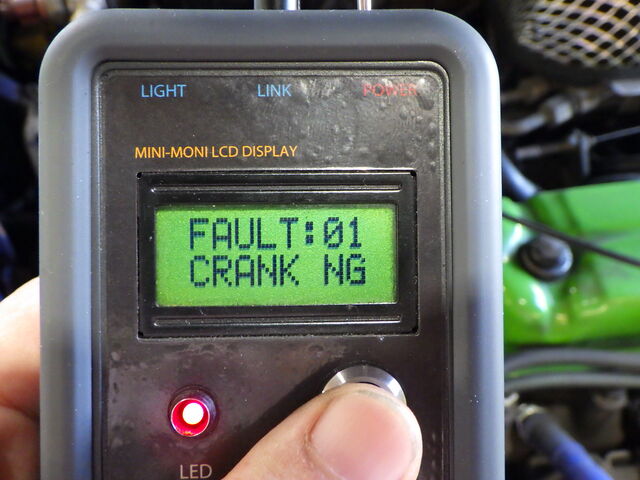 LIGHT LINK POWER
MINI-MONI LCD DISPLAY
FAULT:01
CRANK NG
LED